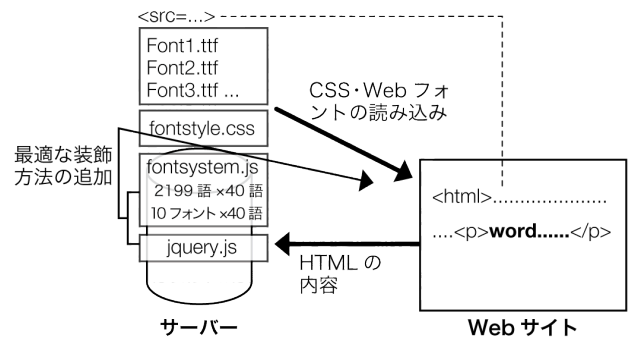 <src=...>
Font1.ttf
Font2.ttf
Font3.ttf ...
CSS・Web フォ
ントの読み込み
fontstyle.css
最適な装飾
方法の追加
fontsystem.js
2199 語 ×40 語
10 フォント ×40 語
jquery.js
<html>......................
....<p>word......</p>
HTML の
内容
サーバー
Web サイト